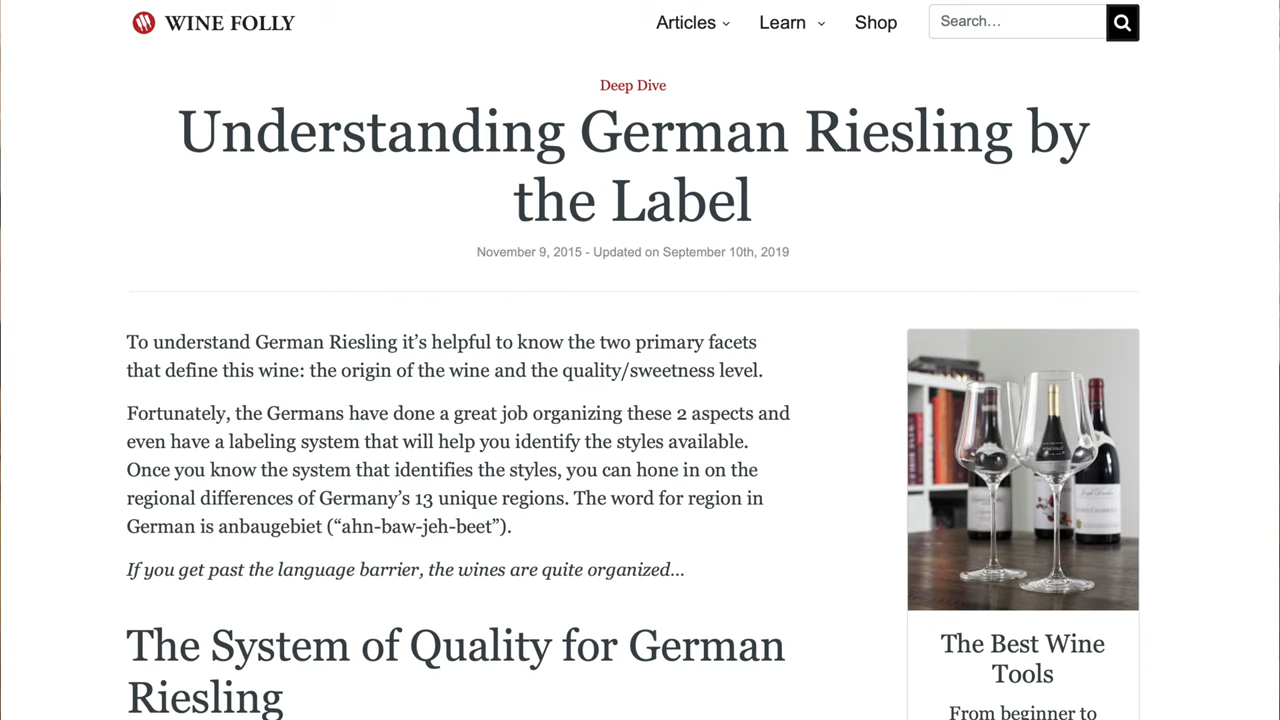 WINE FOLLY
Articles
Learn
Shop
Search...
Deep Dive
Understanding German Riesling by
the Label
November 9, 2015 - Updated on September 10th, 2019
To understand German Riesling it’s helpful to know the two primary facets
that define this wine: the origin of the wine and the quality/sweetness level.
Fortunately, the Germans have done a great job organizing these 2 aspects and
even have a labeling system that will help you identify the styles available.
Once you know the system that identifies the styles, you can hone in on the
regional differences of Germany’s 13 unique regions. The word for region in
German is anbaugebiet (“ahn-baw-jeh-beet”).
If you get past the language barrier, the wines are quite organized...
The System of Quality for German
Riesling
The Best Wine
Tools
From beginner to